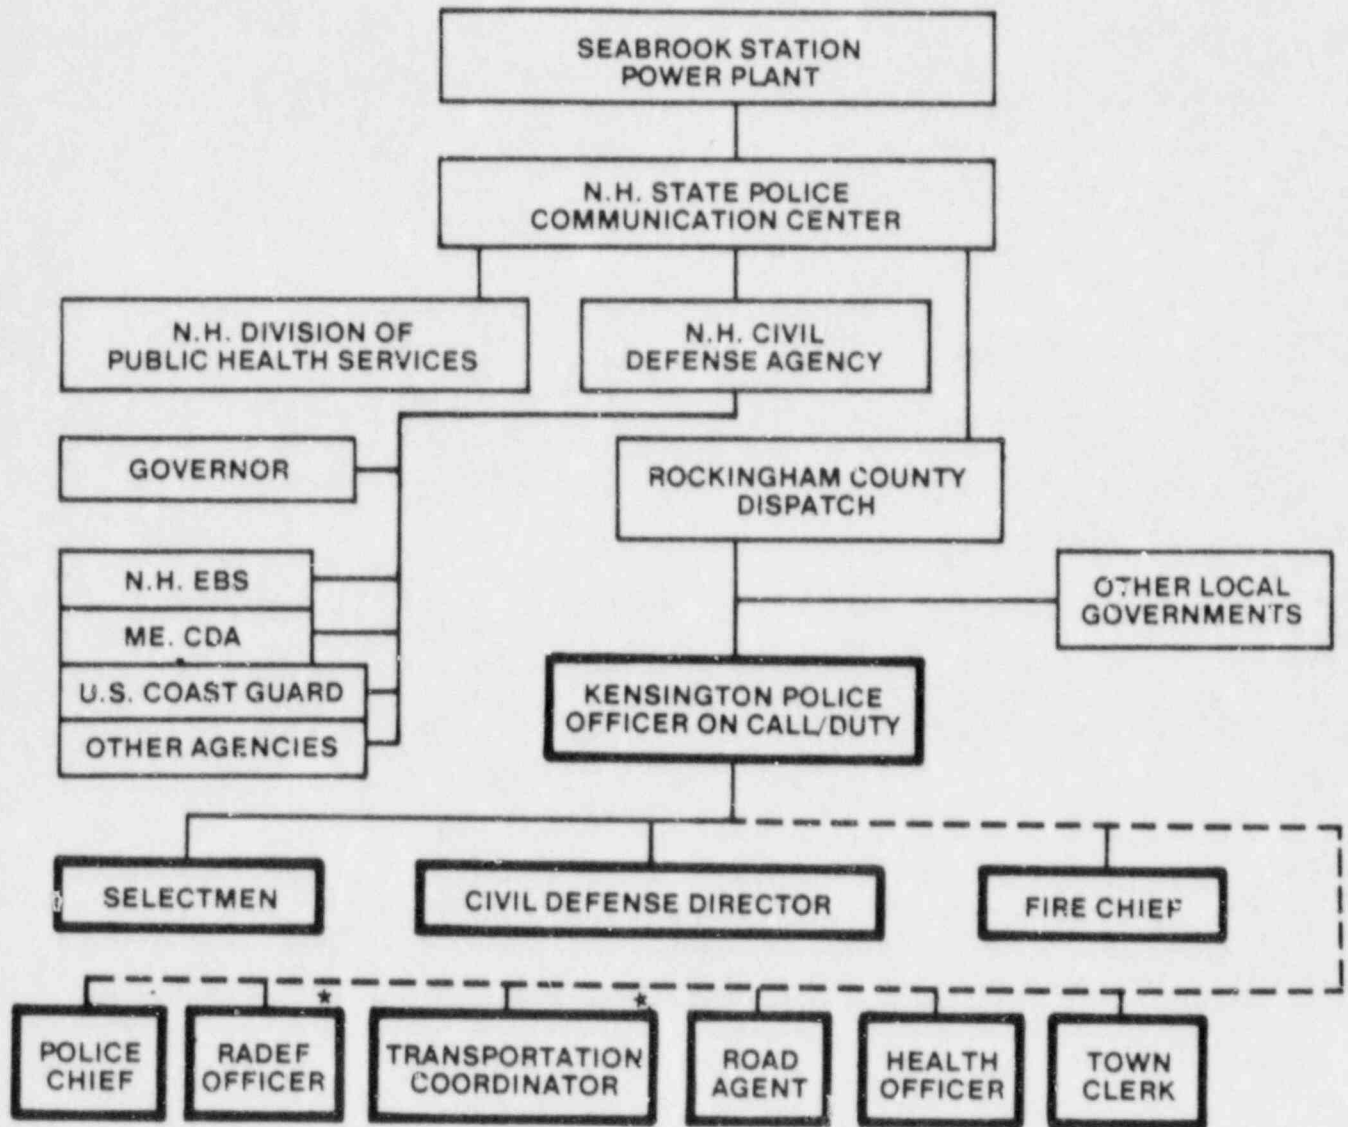 SEABROOK STATION
POWER PLANT
N.H. STATE POLICE
COMMUNICATION CENTER
N.H. DIVISION OF
PUBLIC HEALTH SERVICES
N.H. CIVIL
DEFENSE AGENCY
GOVERNOR
ROCKINGHAM COUNTY
DISPATCH
N.H. EBS
ME. CDA
U.S. COAST GUARD
OTHER AGENCIES
OTHER LOCAL
GOVERNMENTS
KENSINGTON POLICE
OFFICER ON CALL/DUTY
SELECTMEN
CIVIL DEFENSE DIRECTOR
FIRE CHIEF
POLICE
CHIEF
*
RADEF
OFFICER
*
TRANSPORTATION
COORDINATOR
ROAD
AGENT
HEALTH
OFFICER
TOWN
CLERK